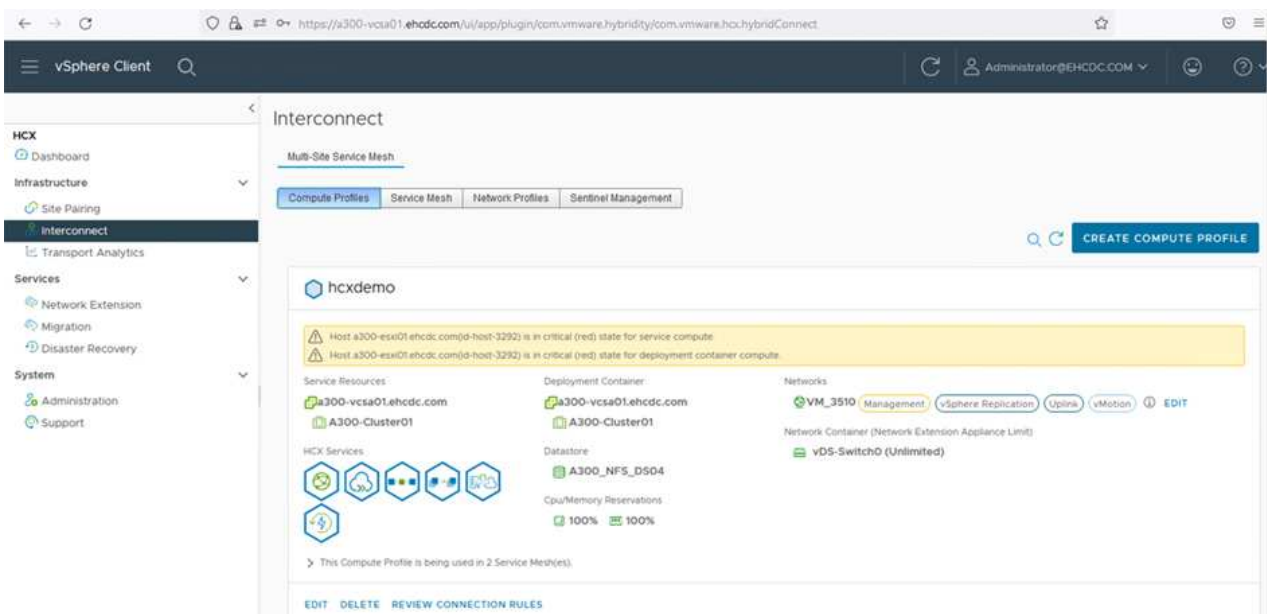 https://a300-vcsa01.ehcdc.com/ui/app/plugin/com.vmware.hybridity/com.vmware.hcx.hybridConnect
vSphere Client
Administrator@EHCDC.COM
Interconnect
HCX
Dashboard
Multi-Site Service Mesh
Infrastructure
Compute Profiles Service Mesh Network Profiles Sentinel Management
Site Pairing
Interconnect
CREATE COMPUTE PROFILE
Transport Analytics
Services
hcxdemo
Network Extension
Migration
Host a300-esxi01.ehcdc.com(id-host-3292) is in critical (red) state for service compute
Disaster Recovery
Host a300-esxi01.ehcdc.com(id-host-3292) is in critical (red) state for deployment container compute.
System
Service Resources Deployment Container Networks
Administration
a300-vcsa01.ehcdc.com a300-vcsa01.ehcdc.com VM_3510 Management vSphere Replication Uplink vMotion EDIT
Support
A300-Cluster01 A300-Cluster01
Network Container (Network Extension Appliance Limit)
HCX Services Datastore vDS-Switch0 (Unlimited)
A300_NFS_DS04
Cpu/Memory Reservations
100% 100%
This Compute Profile is being used in 2 Service Mesh(es).
EDIT DELETE REVIEW CONNECTION RULES